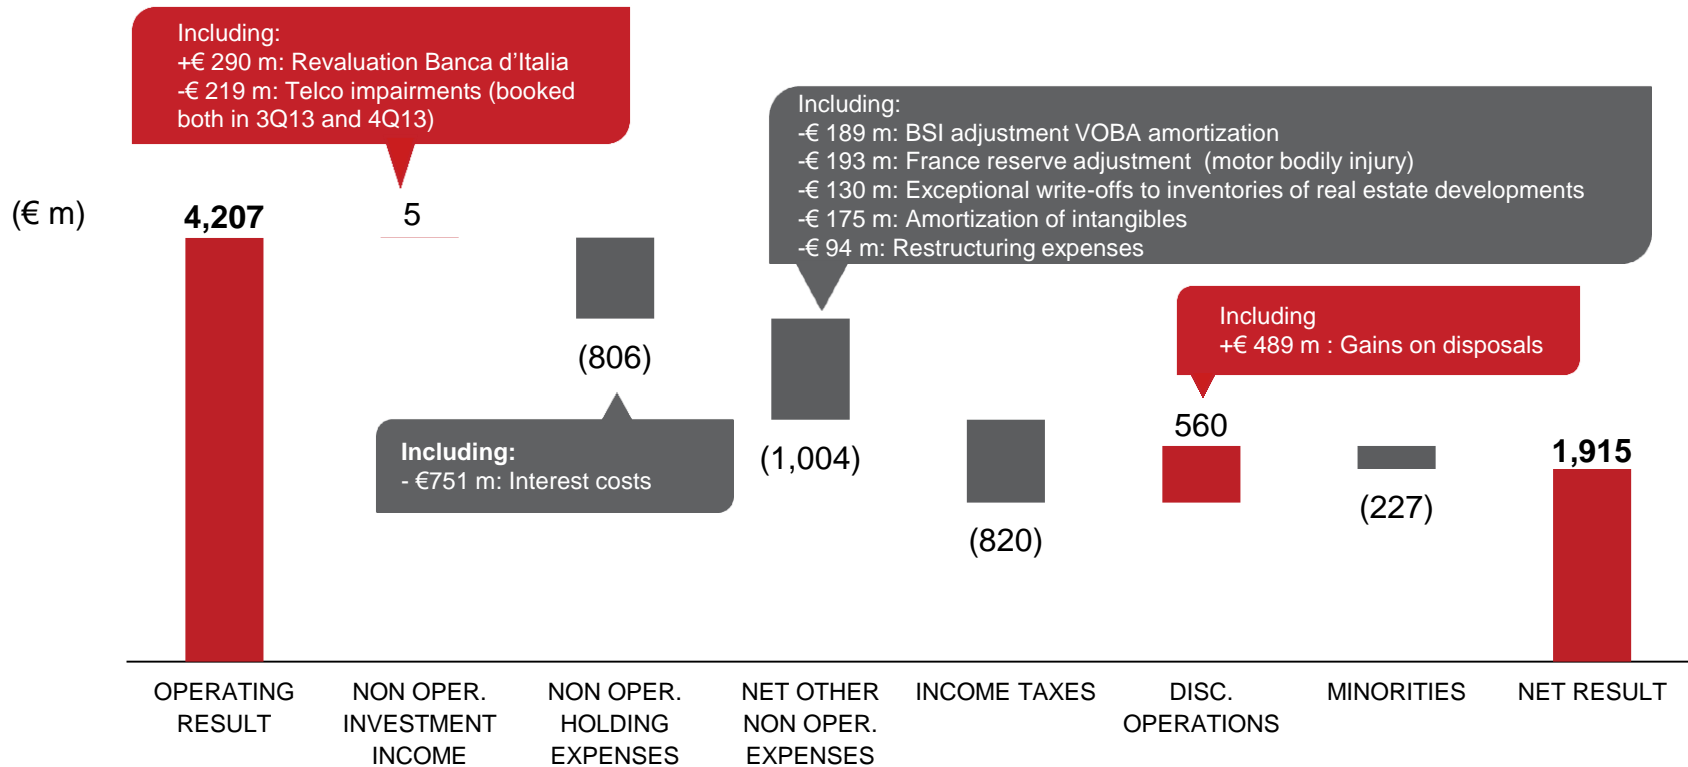 Including:
+€ 290 m: Revaluation Banca d’Italia
-€ 219 m: Telco impairments (booked
both in 3Q13 and 4Q13)
Including:
-€ 189 m: BSI adjustment VOBA amortization
-€ 193 m: France reserve adjustment  (motor bodily injury)
-€ 130 m: Exceptional write-offs to inventories of real estate developments
-€ 175 m: Amortization of intangibles
-€ 94 m: Restructuring expenses
(€ m)
4,207
5
(806)
Including:
- €751 m: Interest costs
(1,004)
(820)
Including
+€ 489 m : Gains on disposals
560
(227)
1,915
OPERATING
RESULT
NON OPER.
INVESTMENT
INCOME
NON OPER.
HOLDING
EXPENSES
NET OTHER
NON OPER.
EXPENSES
INCOME TAXES
DISC.
OPERATIONS
MINORITIES
NET RESULT